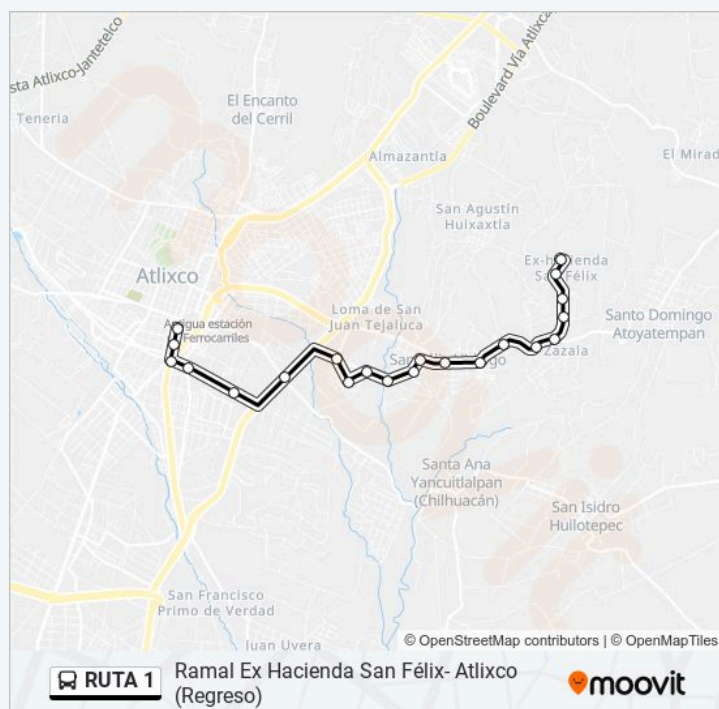 sta Atlixco-Jantetelco
Teneria
El Encanto
del Cerril
Boulevard Vía Atlixca
Almazantla
El Mirad
San Agustín
Huixaxtla
Atlixco
Ex-hacienda
San Félix
Antigua estación
Ferrocarriles
Loma de San
Juan Tejaluca
Santo Domingo
Atoyatempan
Zazala
Santa Ana
Yancuitlalpan
(Chilhuacán)
San Isidro
Huilotepec
San Francisco
Primo de Verdad
Juan Uvera
© OpenStreetMap contributors | © OpenMapTiles
RUTA 1
Ramal Ex Hacienda San Félix- Atlixco
(Regreso)
moovit